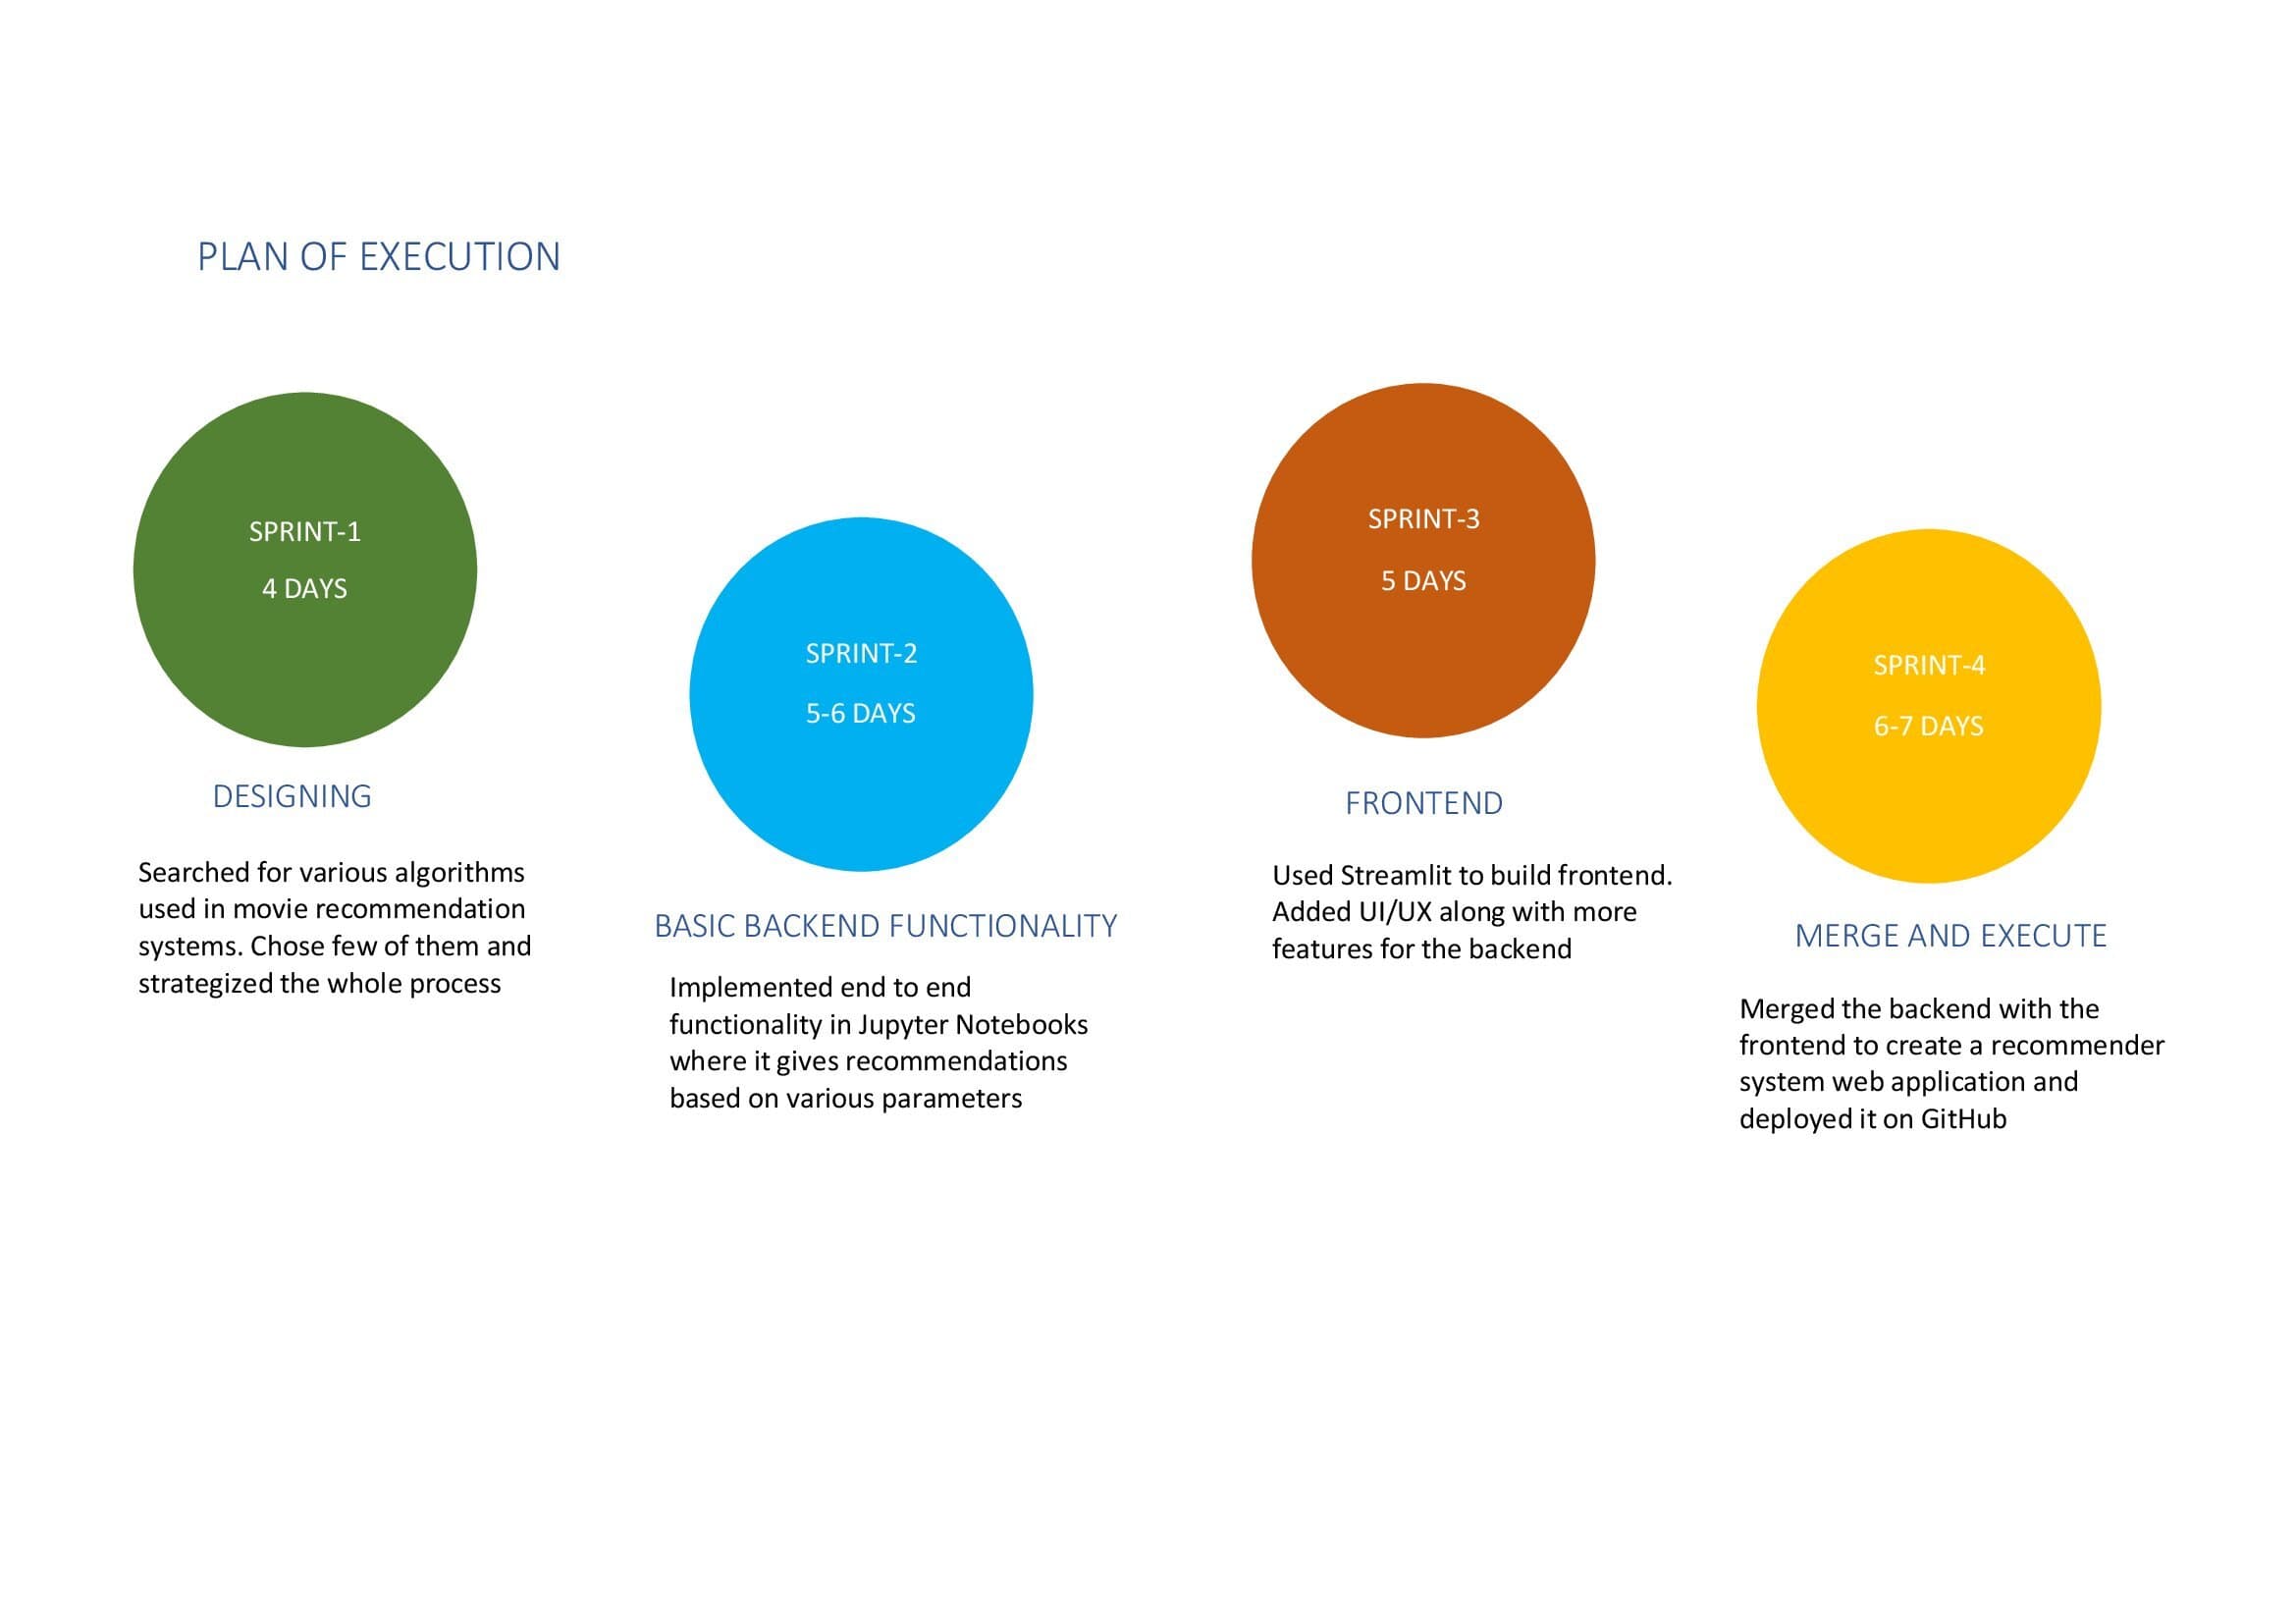 PLAN OF EXECUTION
SPRINT-1
4 DAYS
DESIGNING
Searched for various algorithms
used in movie recommendation
systems. Chose few of them and
strategized the whole process
SPRINT-2
5-6 DAYS
BASIC BACKEND FUNCTIONALITY
Implemented end to end
functionality in Jupyter Notebooks
where it gives recommendations
based on various parameters
SPRINT-3
5 DAYS
FRONTEND
Used Streamlit to build frontend.
Added UI/UX along with more
features for the backend
SPRINT-4
6-7 DAYS
MERGE AND EXECUTE
Merged the backend with the
frontend to create a recommender
system web application and
deployed it on GitHub